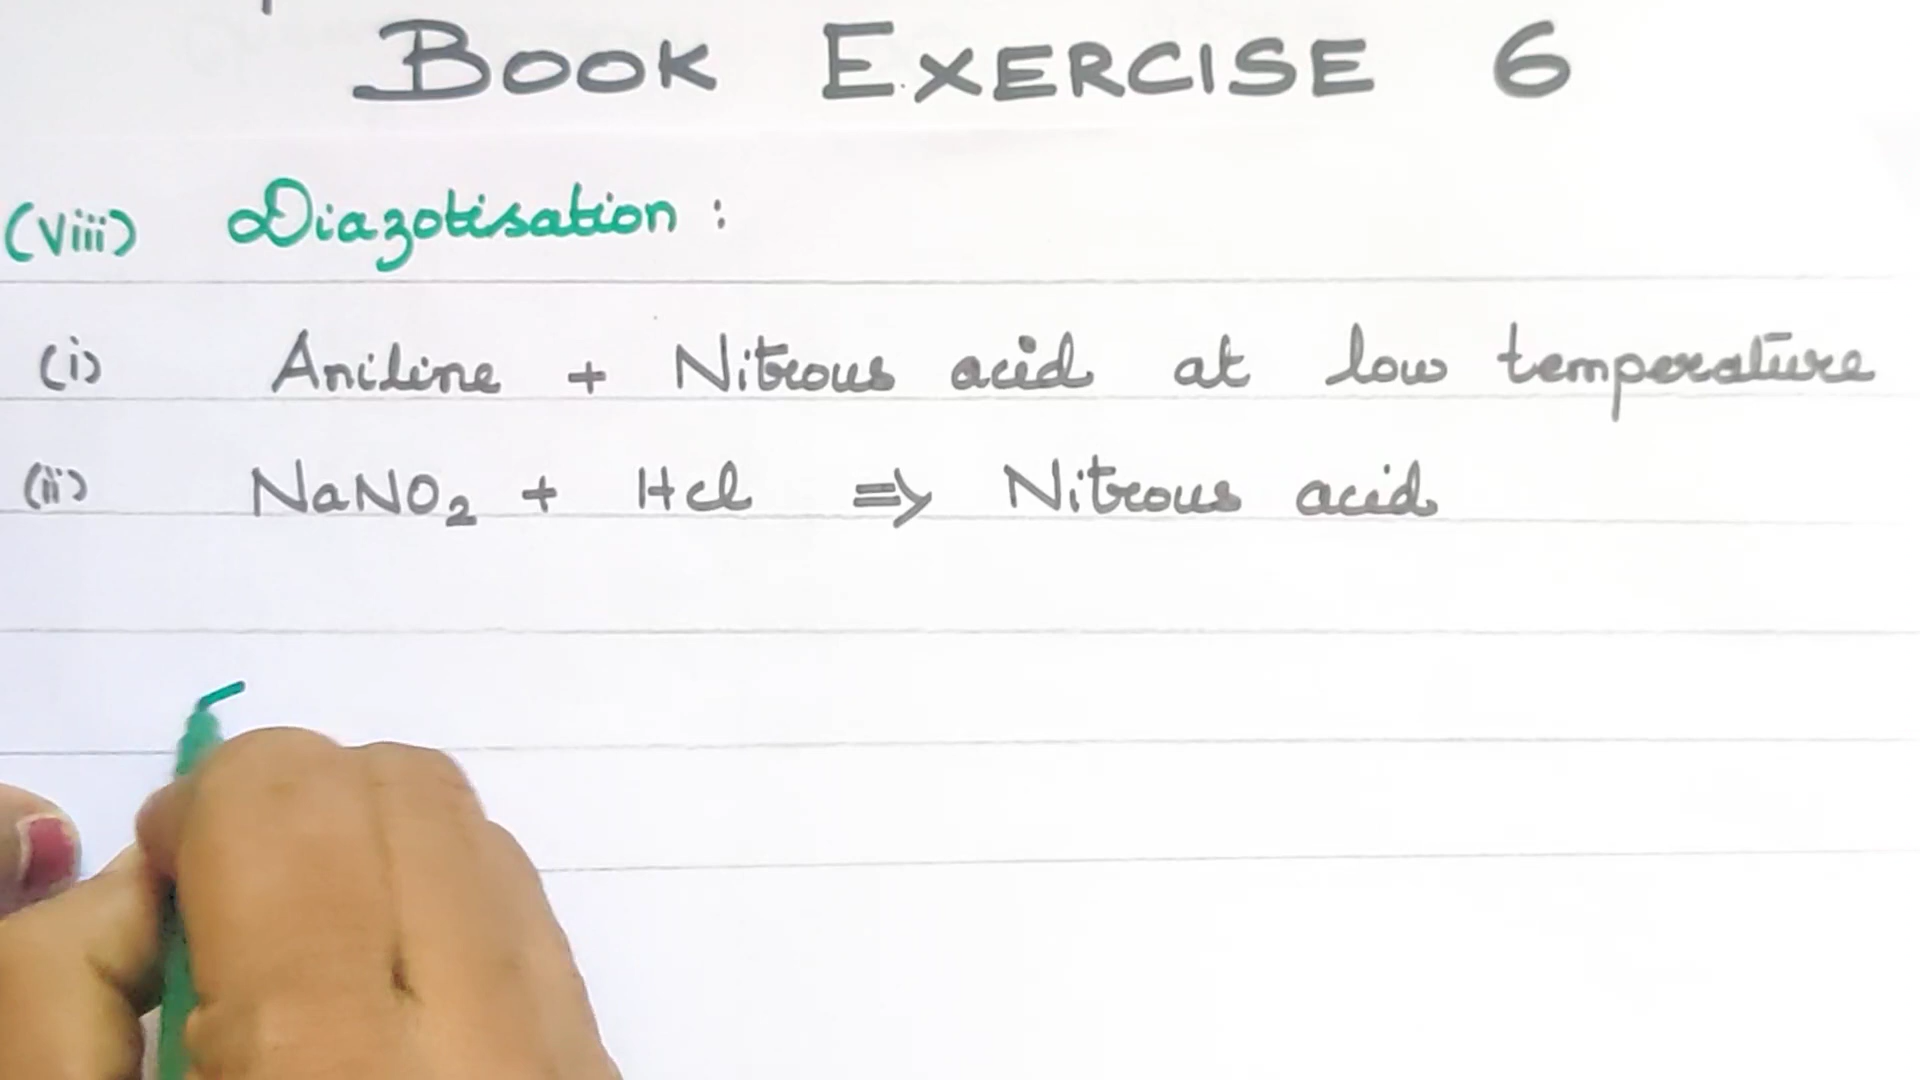 BOOK EXERCISE 6
(viii) Diazotisation :
(i) Aniline + Nitrous acid at low temperature
(ii) NaNO₂ + Hcl ⇒ Nitrous acid